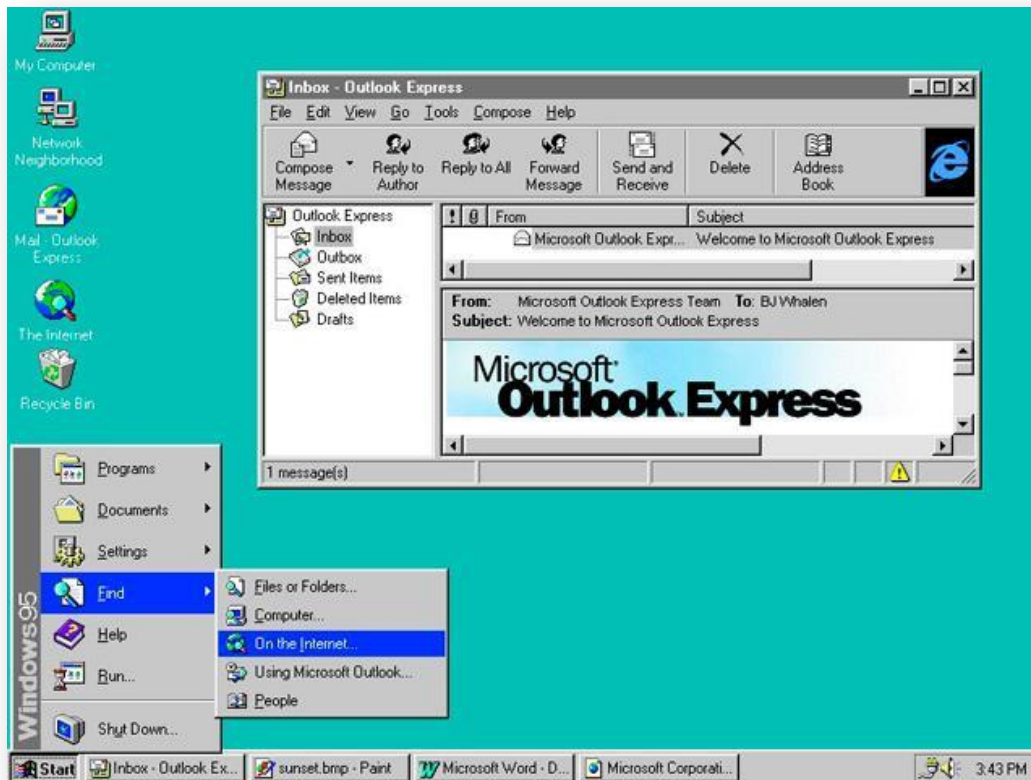 My Computer
Network
Neighborhood
Mail - Outlook
Express
The Internet
Recycle Bin
Inbox - Outlook Express
File Edit View Go Tools Compose Help
Compose
Message
Reply to
Author
Reply to All
Forward
Message
Send and
Receive
Delete
Address
Book
Outlook Express
Inbox
Outbox
Sent Items
Deleted Items
Drafts
! From Subject
Microsoft Outlook Expr... Welcome to Microsoft Outlook Express
From: Microsoft Outlook Express Team To: BJ Whalen
Subject: Welcome to Microsoft Outlook Express
Microsoft
Outlook Express
1 message(s)
Windows95
Programs
Documents
Settings
Find
Help
Run...
Shut Down...
Files or Folders...
Computer...
On the Internet...
Using Microsoft Outlook...
People
Start
Inbox - Outlook Ex...
sunset.bmp - Paint
Microsoft Word - D...
Microsoft Corporati...
3:43 PM